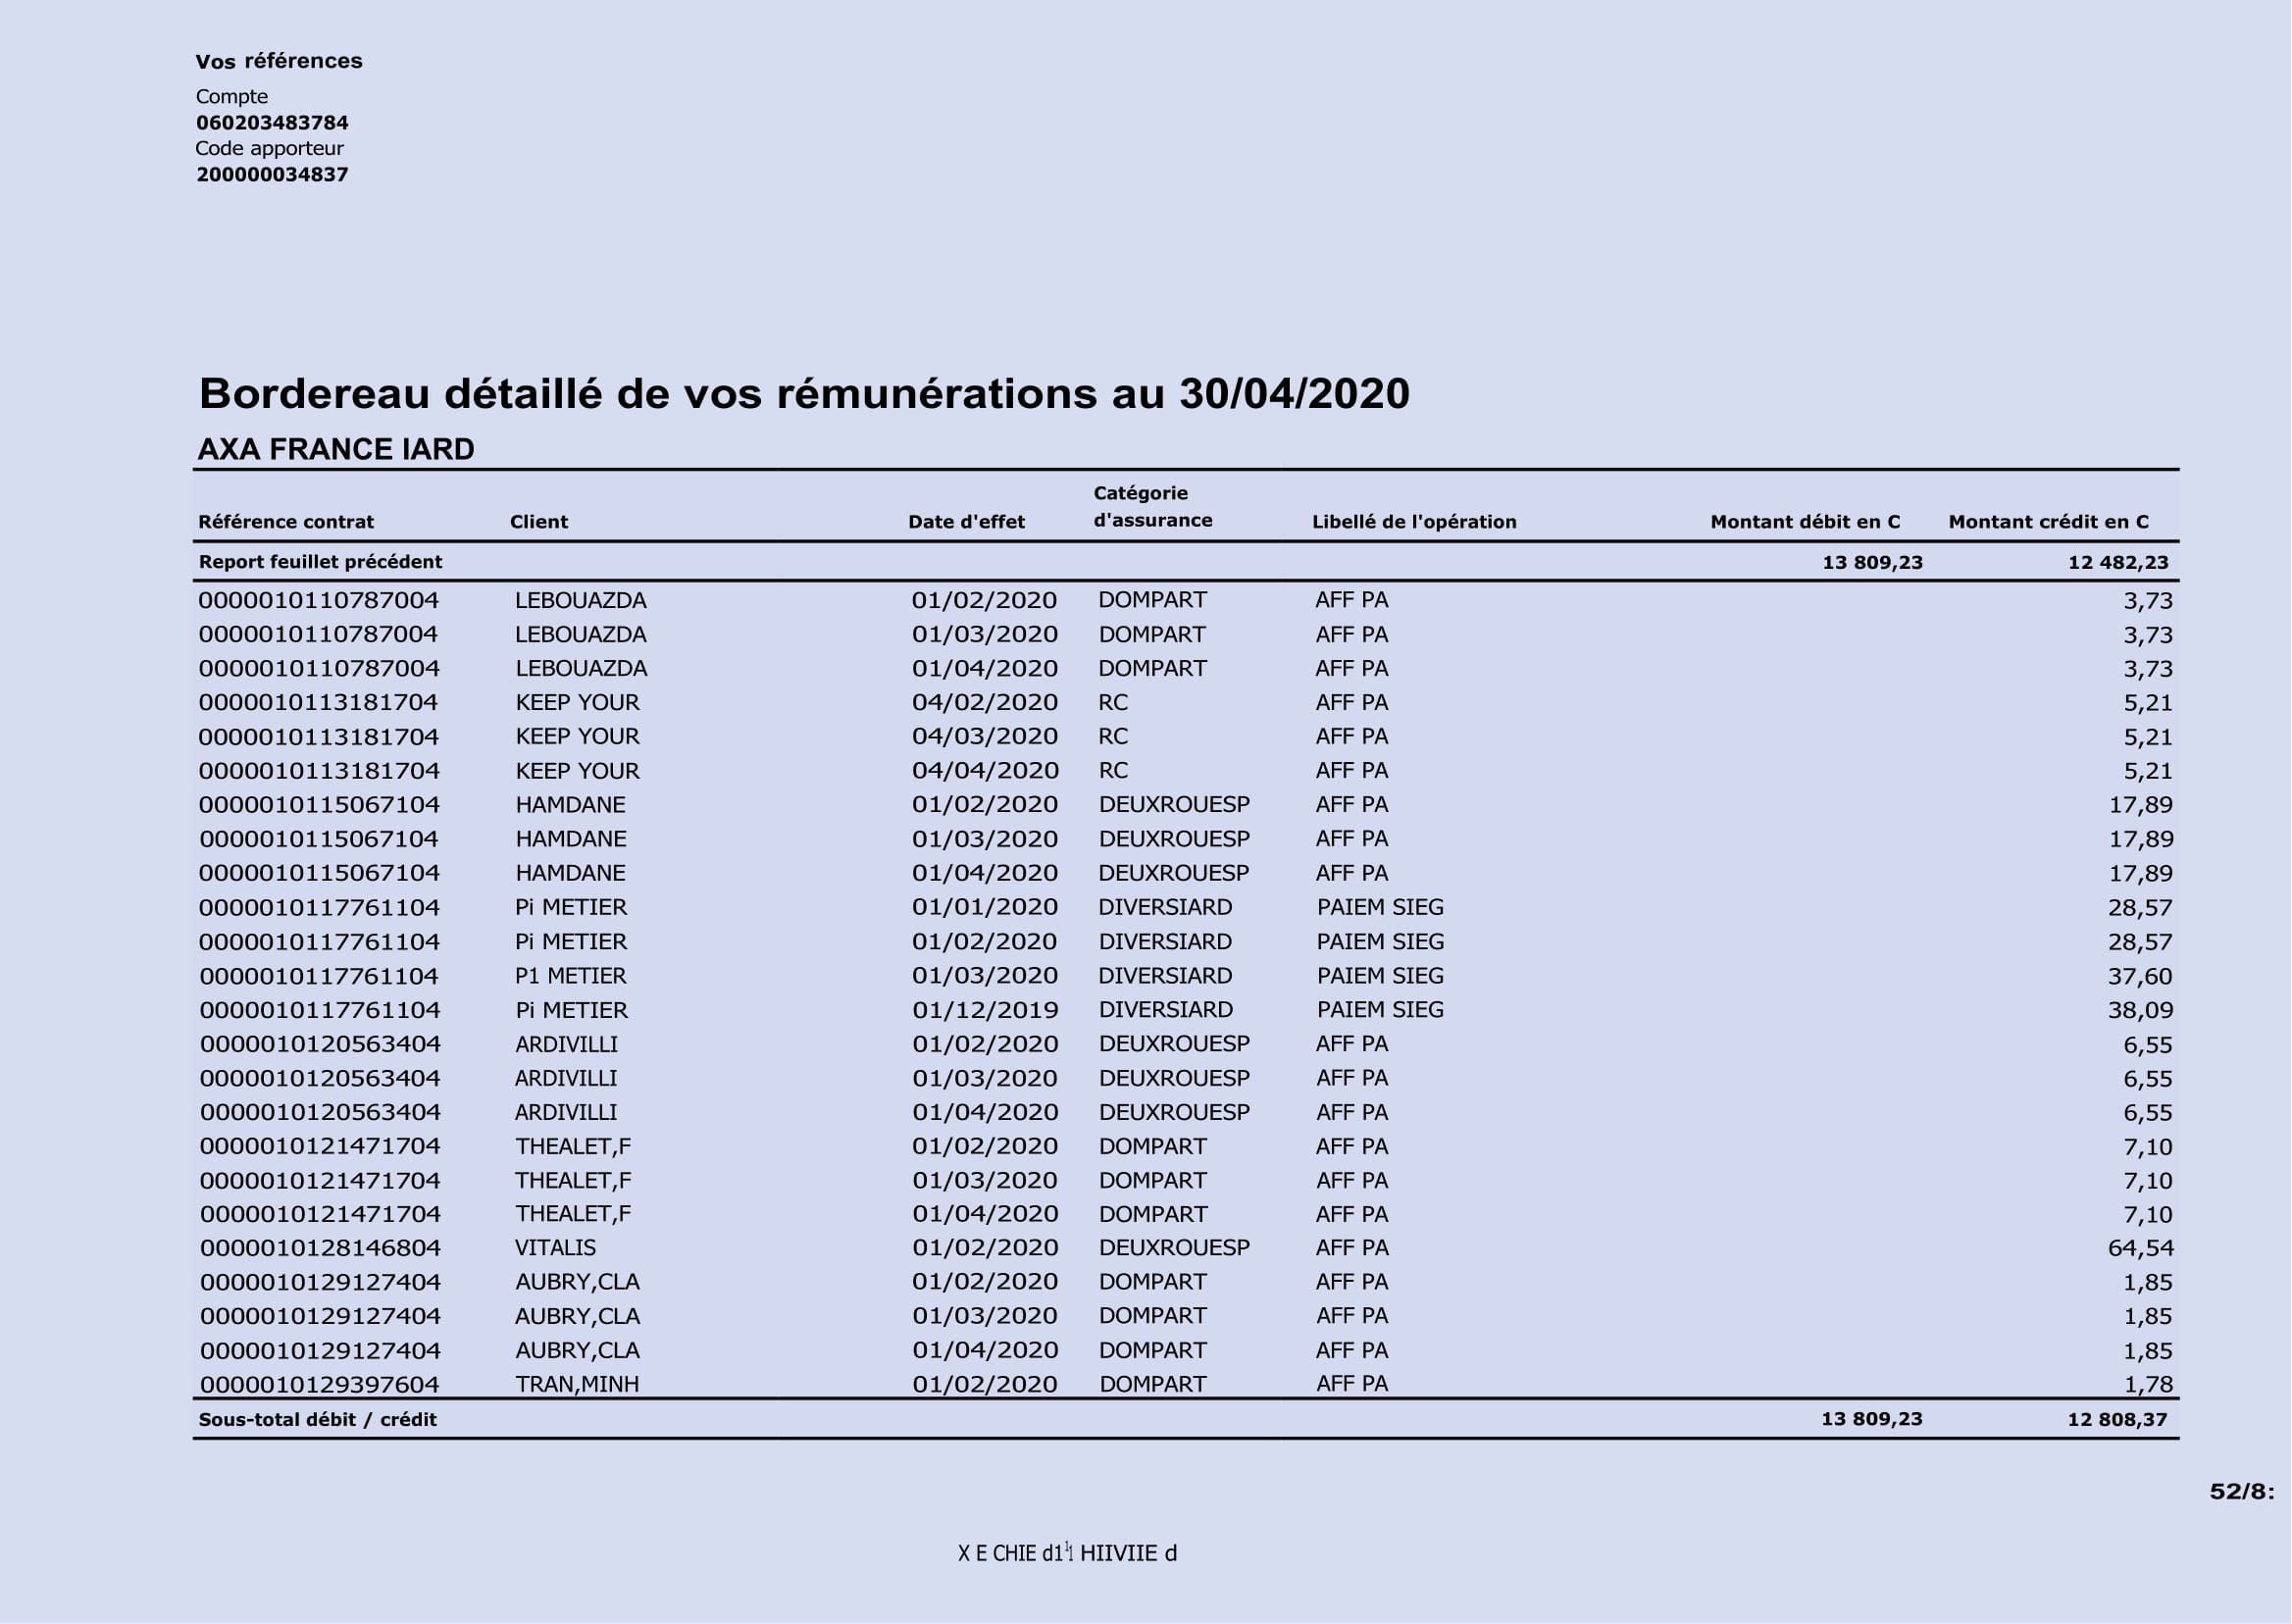 Vos références
Compte
060203483784
Code apporteur
200000034837
Bordereau détaillé de vos rémunérations au 30/04/2020
AXA FRANCE IARD
Référence contrat Client Date d'effet Catégorie d'assurance Libellé de l'opération Montant débit en C Montant crédit en C
Report feuillet précédent 13 809,23 12 482,23
0000010110787004 LEBOUAZDA 01/02/2020 DOMPART AFF PA 3,73
0000010110787004 LEBOUAZDA 01/03/2020 DOMPART AFF PA 3,73
0000010110787004 LEBOUAZDA 01/04/2020 DOMPART AFF PA 3,73
0000010113181704 KEEP YOUR 04/02/2020 RC AFF PA 5,21
0000010113181704 KEEP YOUR 04/03/2020 RC AFF PA 5,21
0000010113181704 KEEP YOUR 04/04/2020 RC AFF PA 5,21
0000010115067104 HAMDANE 01/02/2020 DEUXROUESP AFF PA 17,89
0000010115067104 HAMDANE 01/03/2020 DEUXROUESP AFF PA 17,89
0000010115067104 HAMDANE 01/04/2020 DEUXROUESP AFF PA 17,89
0000010117761104 Pi METIER 01/01/2020 DIVERSIARD PAIEM SIEG 28,57
0000010117761104 Pi METIER 01/02/2020 DIVERSIARD PAIEM SIEG 28,57
0000010117761104 P1 METIER 01/03/2020 DIVERSIARD PAIEM SIEG 37,60
0000010117761104 Pi METIER 01/12/2019 DIVERSIARD PAIEM SIEG 38,09
0000010120563404 ARDIVILLI 01/02/2020 DEUXROUESP AFF PA 6,55
0000010120563404 ARDIVILLI 01/03/2020 DEUXROUESP AFF PA 6,55
0000010120563404 ARDIVILLI 01/04/2020 DEUXROUESP AFF PA 6,55
0000010121471704 THEALET,F 01/02/2020 DOMPART AFF PA 7,10
0000010121471704 THEALET,F 01/03/2020 DOMPART AFF PA 7,10
0000010121471704 THEALET,F 01/04/2020 DOMPART AFF PA 7,10
0000010128146804 VITALIS 01/02/2020 DEUXROUESP AFF PA 64,54
0000010129127404 AUBRY,CLA 01/02/2020 DOMPART AFF PA 1,85
0000010129127404 AUBRY,CLA 01/03/2020 DOMPART AFF PA 1,85
0000010129127404 AUBRY,CLA 01/04/2020 DOMPART AFF PA 1,85
0000010129397604 TRAN,MINH 01/02/2020 DOMPART AFF PA 1,78
Sous-total débit / crédit 13 809,23 12 808,37
52/8:
X E CHIE HIIVIIE d